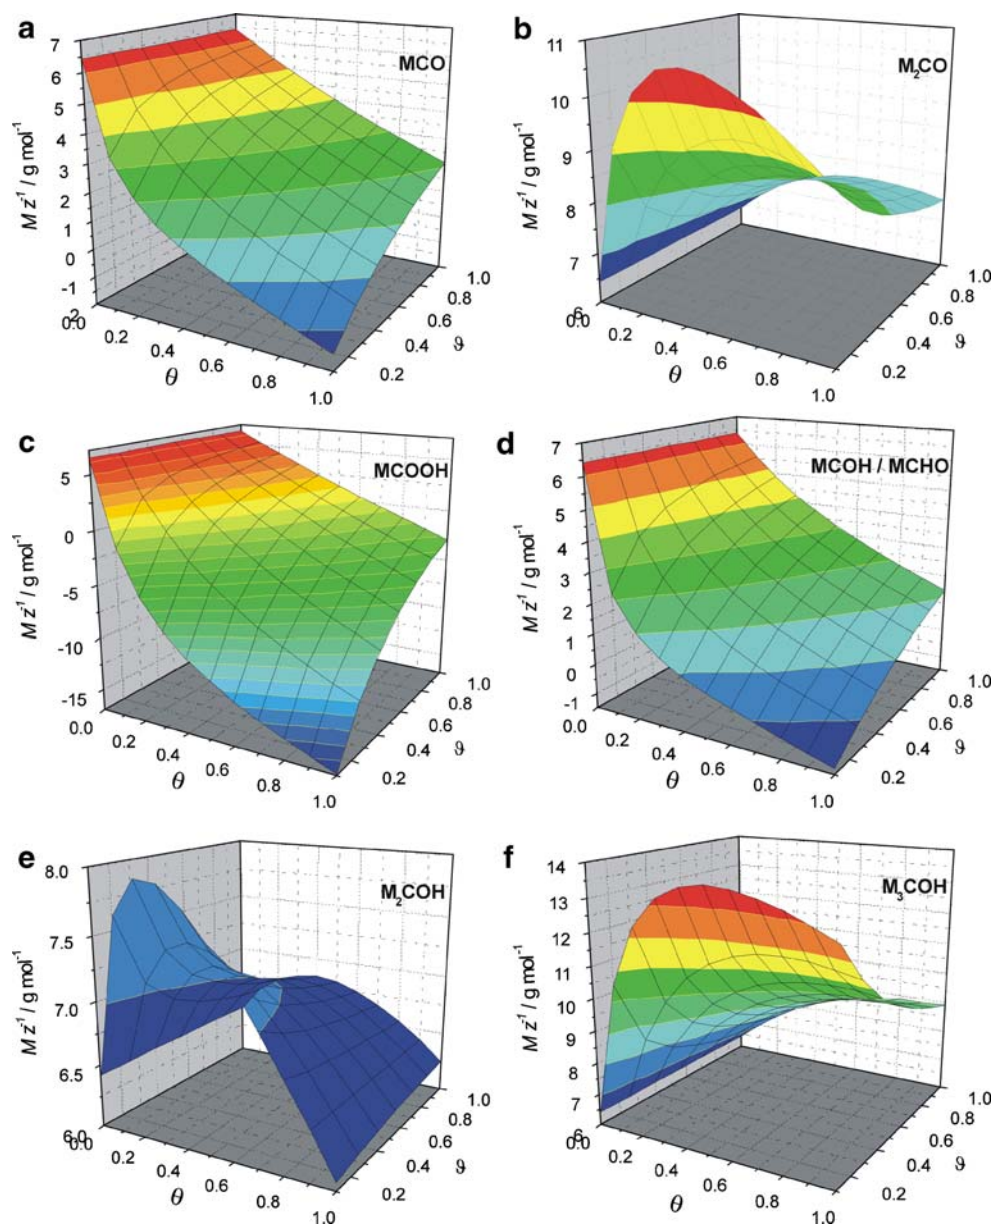 a
MCO
7
6
5
4
3
2
1
0
-1
2
M z⁻¹ / g mol⁻¹
0.0 0.2 0.4 0.6 0.8 1.0
θ
0.2 0.4 0.6 0.8 1.0
ϑ
b
M₂CO
11
10
9
8
7
6
M z⁻¹ / g mol⁻¹
0.0 0.2 0.4 0.6 0.8 1.0
θ
0.2 0.4 0.6 0.8 1.0
ϑ
c
MCOOH
5
0
-5
-10
-15
M z⁻¹ / g mol⁻¹
0.0 0.2 0.4 0.6 0.8 1.0
θ
0.2 0.4 0.6 0.8 1.0
ϑ
d
MCOH / MCHO
7
6
5
4
3
2
1
0
-1
M z⁻¹ / g mol⁻¹
0.0 0.2 0.4 0.6 0.8 1.0
θ
0.2 0.4 0.6 0.8 1.0
ϑ
e
M₂COH
8.0
7.5
7.0
6.5
6.0
M z⁻¹ / g mol⁻¹
0.0 0.2 0.4 0.6 0.8 1.0
θ
0.2 0.4 0.6 0.8 1.0
ϑ
f
M₃COH
14
13
12
11
10
9
8
7
6
M z⁻¹ / g mol⁻¹
0.0 0.2 0.4 0.6 0.8 1.0
θ
0.2 0.4 0.6 0.8 1.0
ϑ